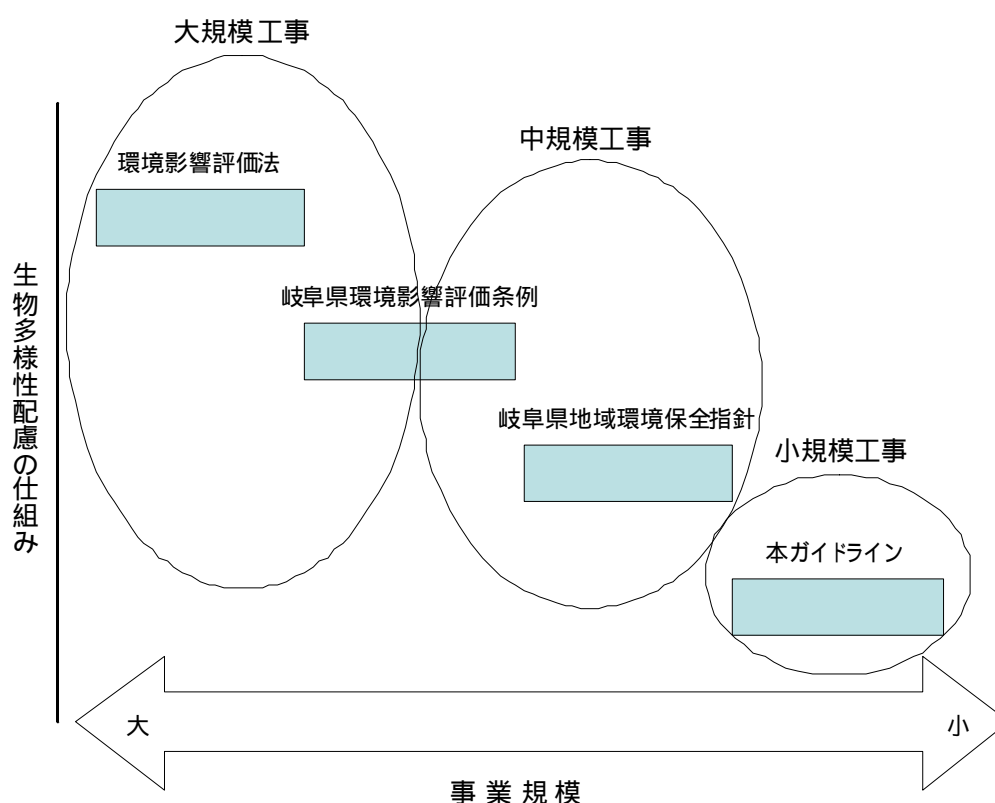 大規模工事
中規模工事
環境影響評価法
岐阜県環境影響評価条例
生物多様性配慮の仕組み
岐阜県地域環境保全指針
小規模工事
本ガイドライン
大
小
事業規模